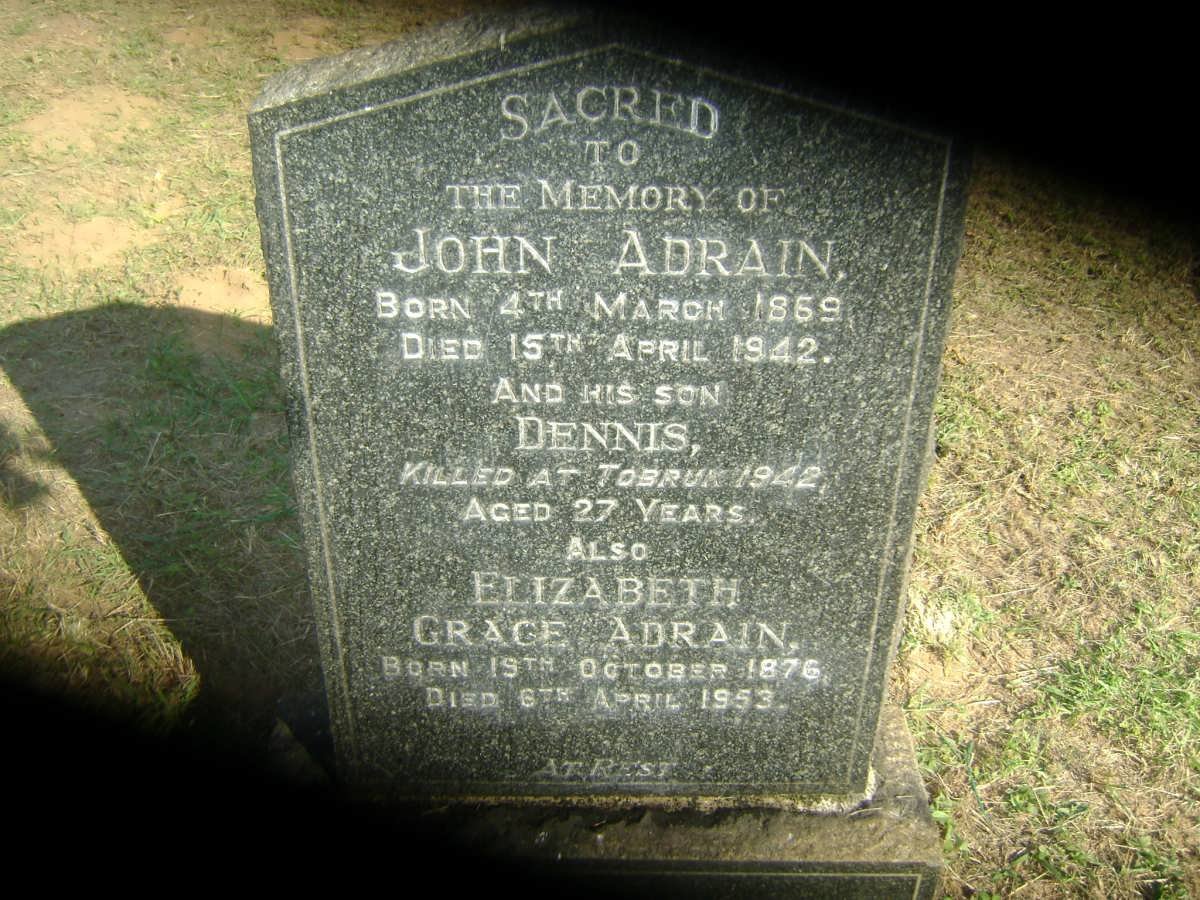 SACRED
TO
THE MEMORY OF
JOHN ADRAIN,
BORN 4TH MARCH 1869,
DIED 15TH APRIL 1942.
AND HIS SON
DENNIS,
KILLED AT TOBRUK 1942,
AGED 27 YEARS.
ALSO
ELIZABETH
GRACE ADRAIN,
BORN 19TH OCTOBER 1876,
DIED 6TH APRIL 1953.
AT REST